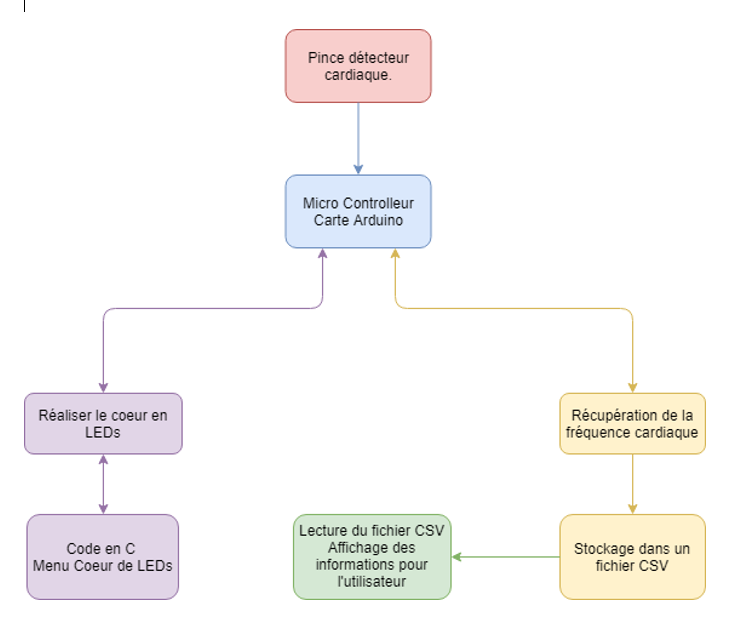 Pince détecteur
cardiaque.
Micro Controlleur
Carte Arduino
Réaliser le coeur en
LEDs
Récupération de la
fréquence cardiaque
Code en C
Menu Coeur de LEDs
Lecture du fichier CSV
Affichage des
informations pour
l'utilisateur
Stockage dans un
fichier CSV